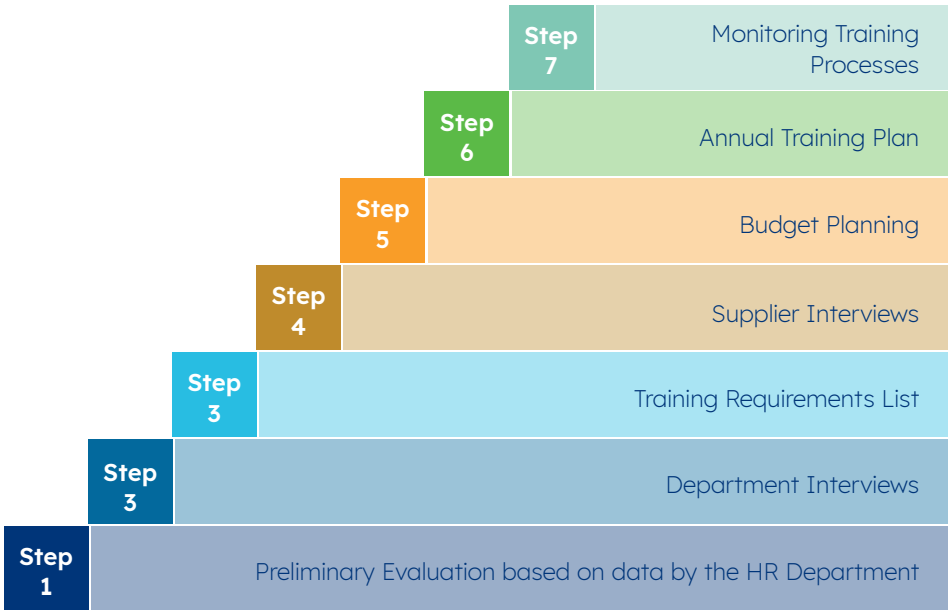 Step
7
Monitoring Training
Processes
Step
6
Annual Training Plan
Step
5
Budget Planning
Step
4
Supplier Interviews
Step
3
Training Requirements List
Step
3
Department Interviews
Step
1
Preliminary Evaluation based on data by the HR Department